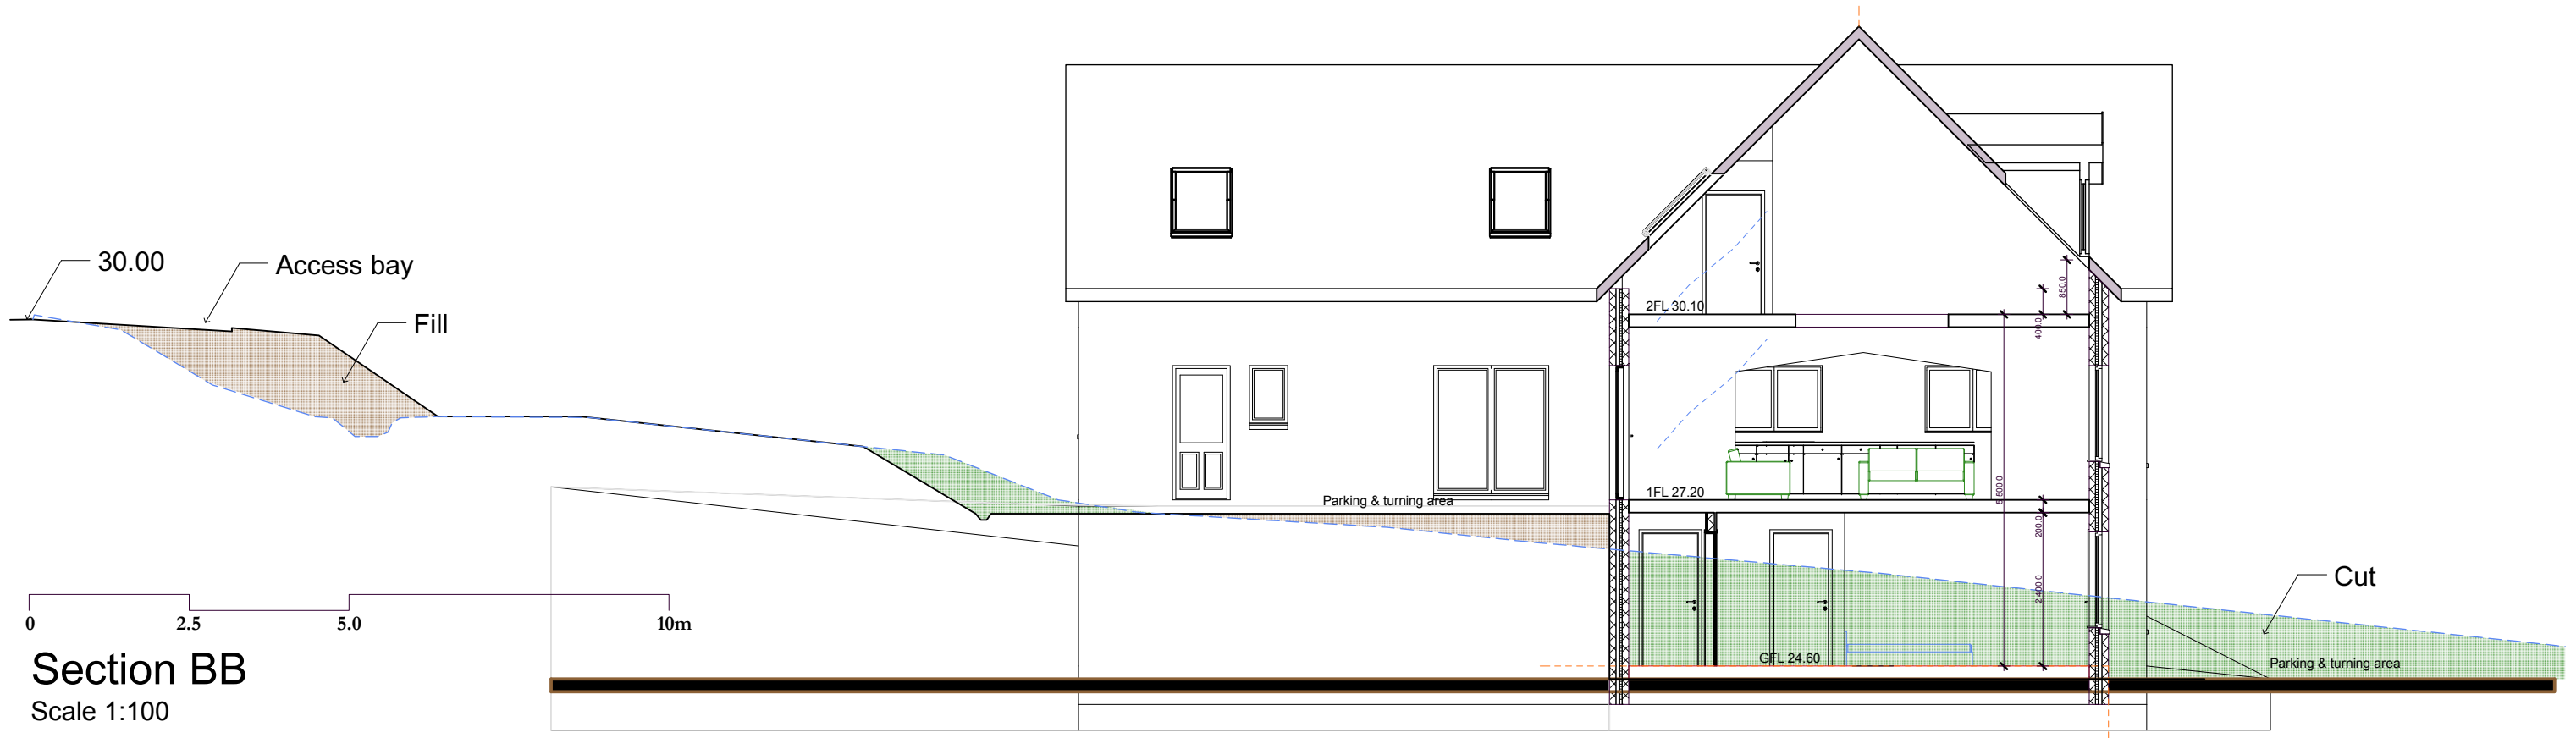 30.00
Access bay
Fill
2FL 30.10
850.0
400.0
1FL 27.20
5,500.0
Parking & turning area
200.0
2,400.0
Cut
GFL 24.60
Parking & turning area
0 2.5 5.0 10m
Section BB
Scale 1:100